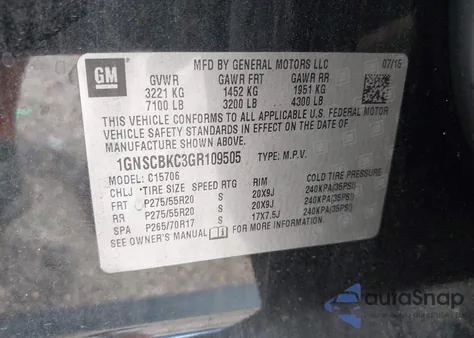 GM
MFD BY GENERAL MOTORS LLC 07/15
GVWR GAWR FRT GAWR RR
3221 KG 1452 KG 1951 KG
7100 LB 3200 LB 4300 LB
THIS VEHICLE CONFORMS TO ALL APPLICABLE U.S. FEDERAL MOTOR
VEHICLE SAFETY AND THEFT PREVENTION STANDARDS IN EFFECT ON THE DATE OF
MANUFACTURE SHOWN ABOVE.
1GNSCBKC3GR109505 TYPE: M.P.V.
MODEL: C15706
CHLJ TIRE SIZE SPEED RTG RIM COLD TIRE PRESSURE
FRT P275/55R20 S 20X9J 240KPA(35PSI)
RR P275/55R20 S 20X9J 240KPA(35PSI)
SPA P265/70R17 S 17X7.5J 240KPA(35PSI)
SEE OWNER'S MANUAL FOR MORE INFORMATION
autoSnap